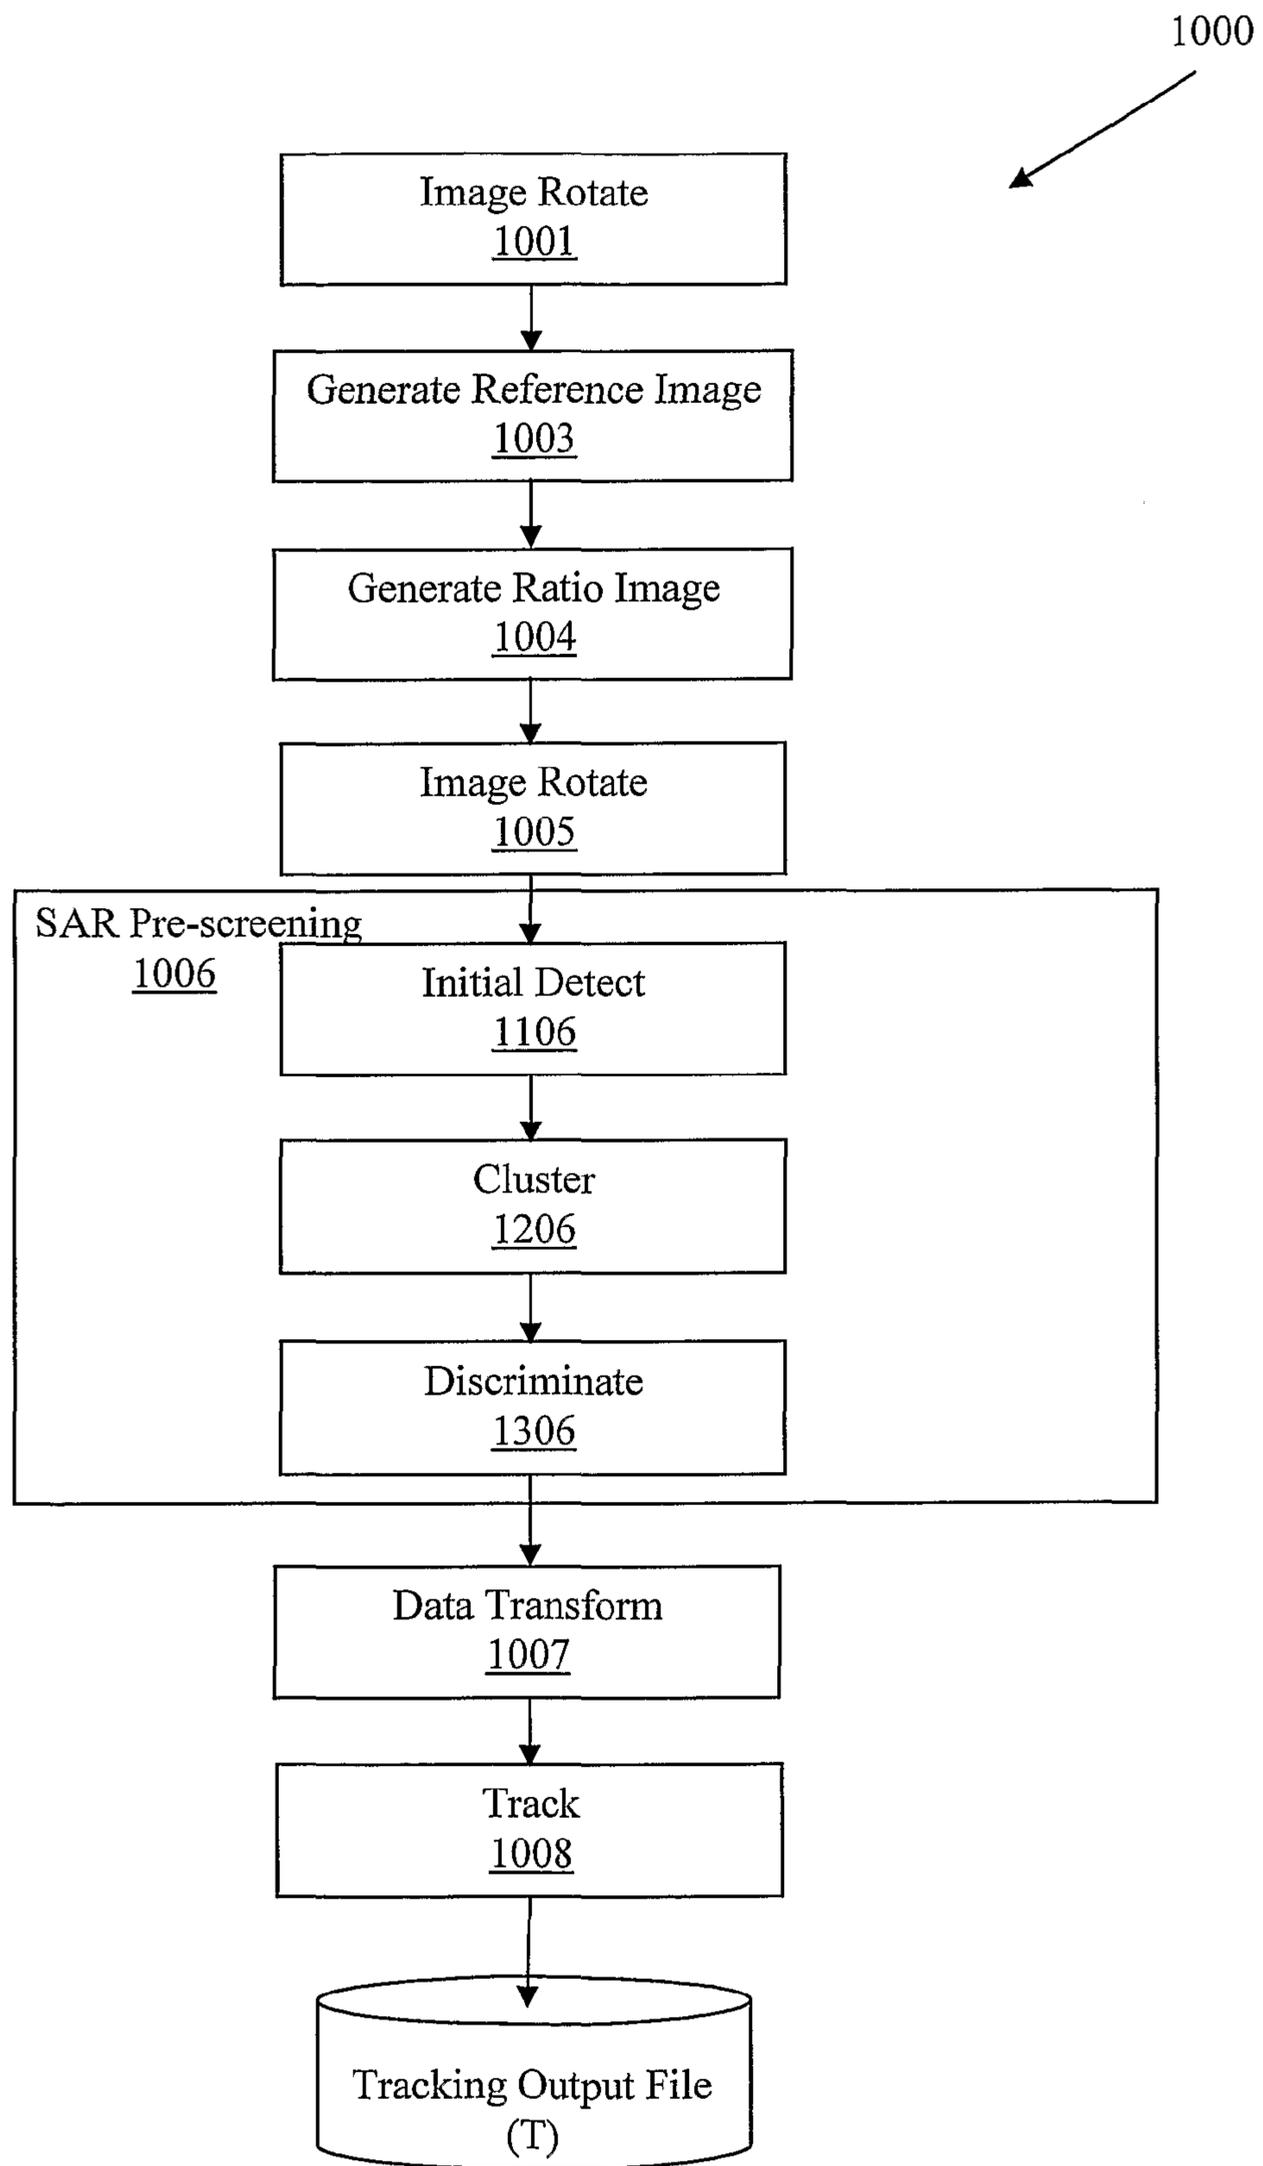 1000
Image Rotate
1001
Generate Reference Image
1003
Generate Ratio Image
1004
Image Rotate
1005
SAR Pre-screening
1006
Initial Detect
1106
Cluster
1206
Discriminate
1306
Data Transform
1007
Track
1008
Tracking Output File
(T)